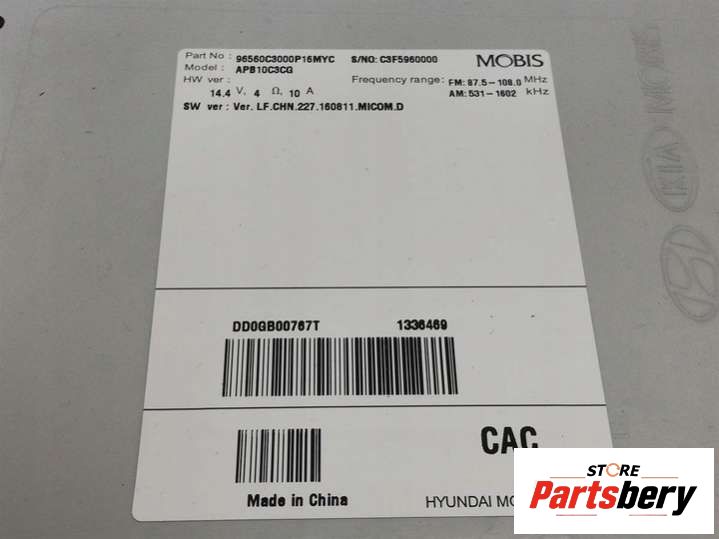 Part No : 96560C3000P16MYC S/NO: C3F5960000 MOBIS
Model : APB10C3CG
HW ver : Frequency range: FM: 87.5-108.0 MHz
14.4 V, 4 Ω, 10 A AM: 531-1602 kHz
SW ver : Ver. LF.CHN.227.160811.MICOM.D
DD0GB00767T 1336469
CAC
Made in China HYUNDAI MO
KIA
MOBIS
STORE
Partsbery